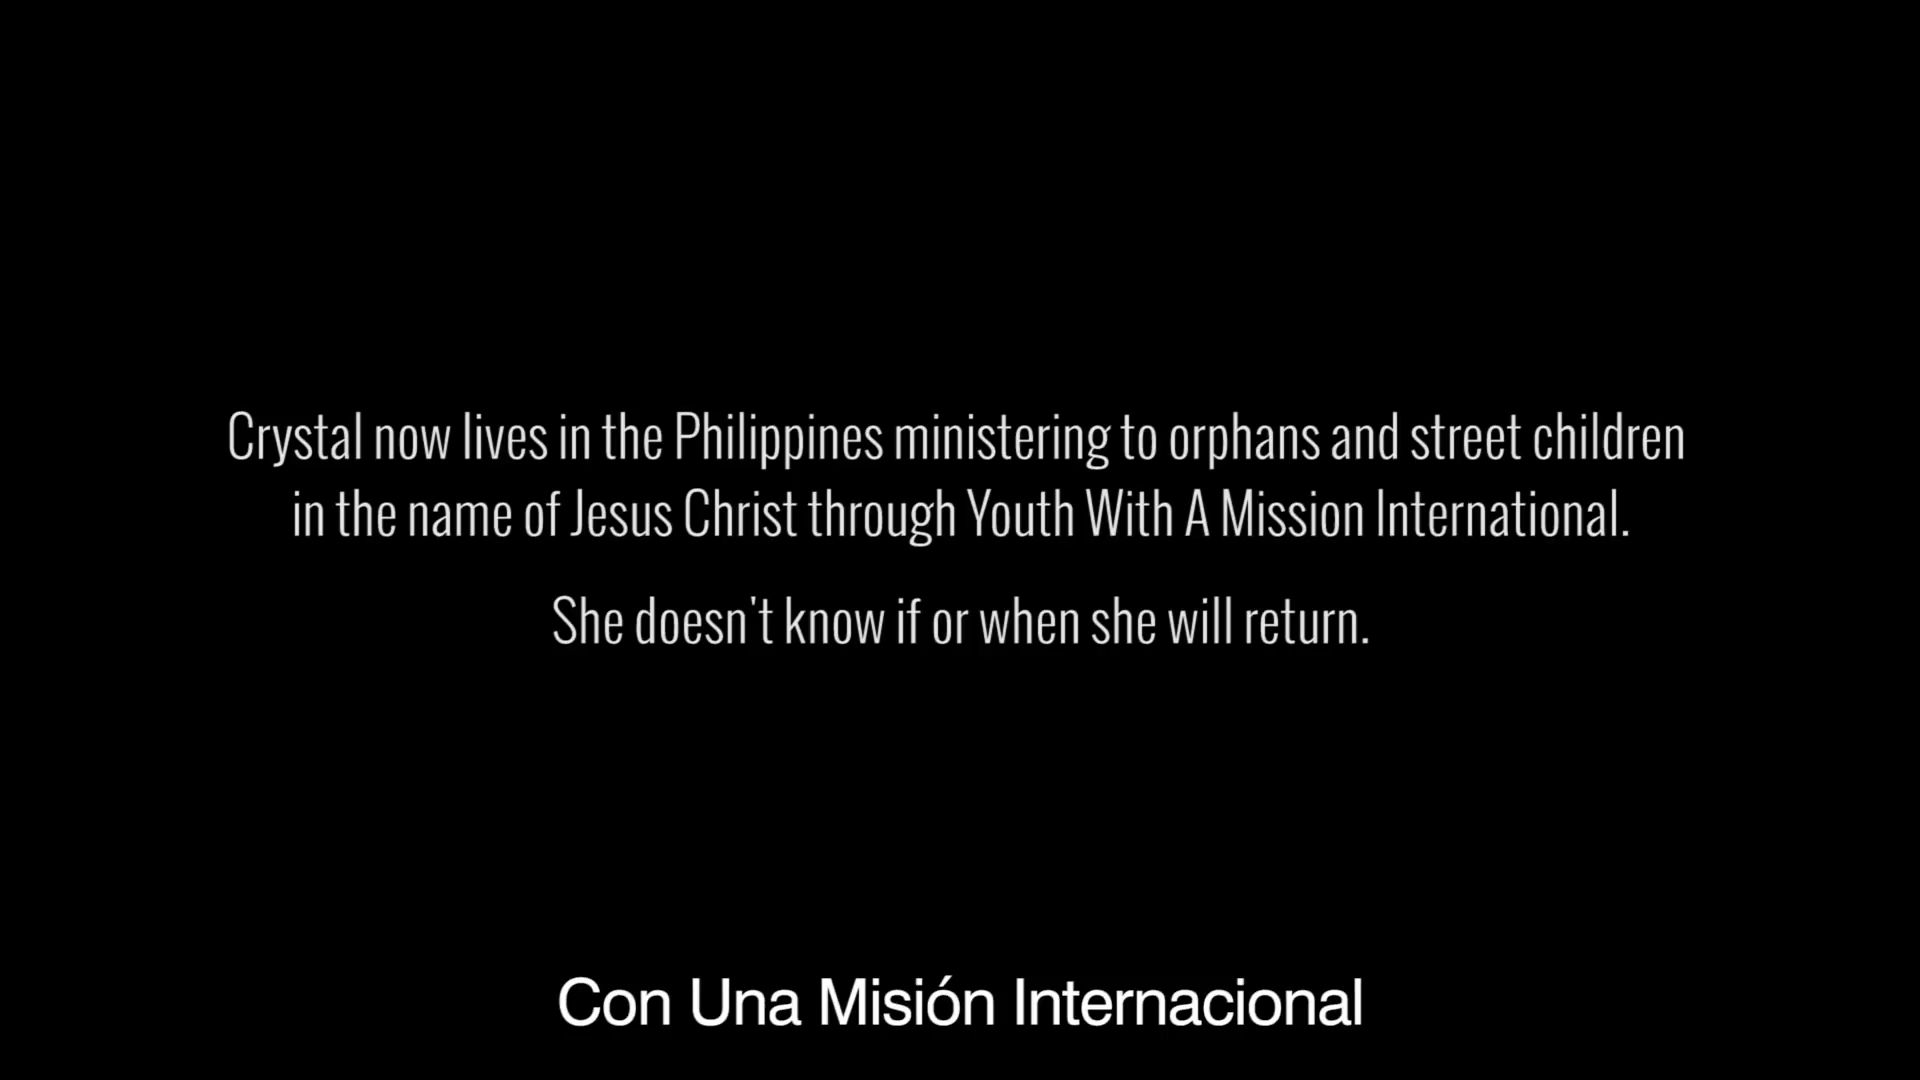 Crystal now lives in the Philippines ministering to orphans and street children
in the name of Jesus Christ through Youth With A Mission International.
She doesn't know if or when she will return.
Con Una Misión Internacional